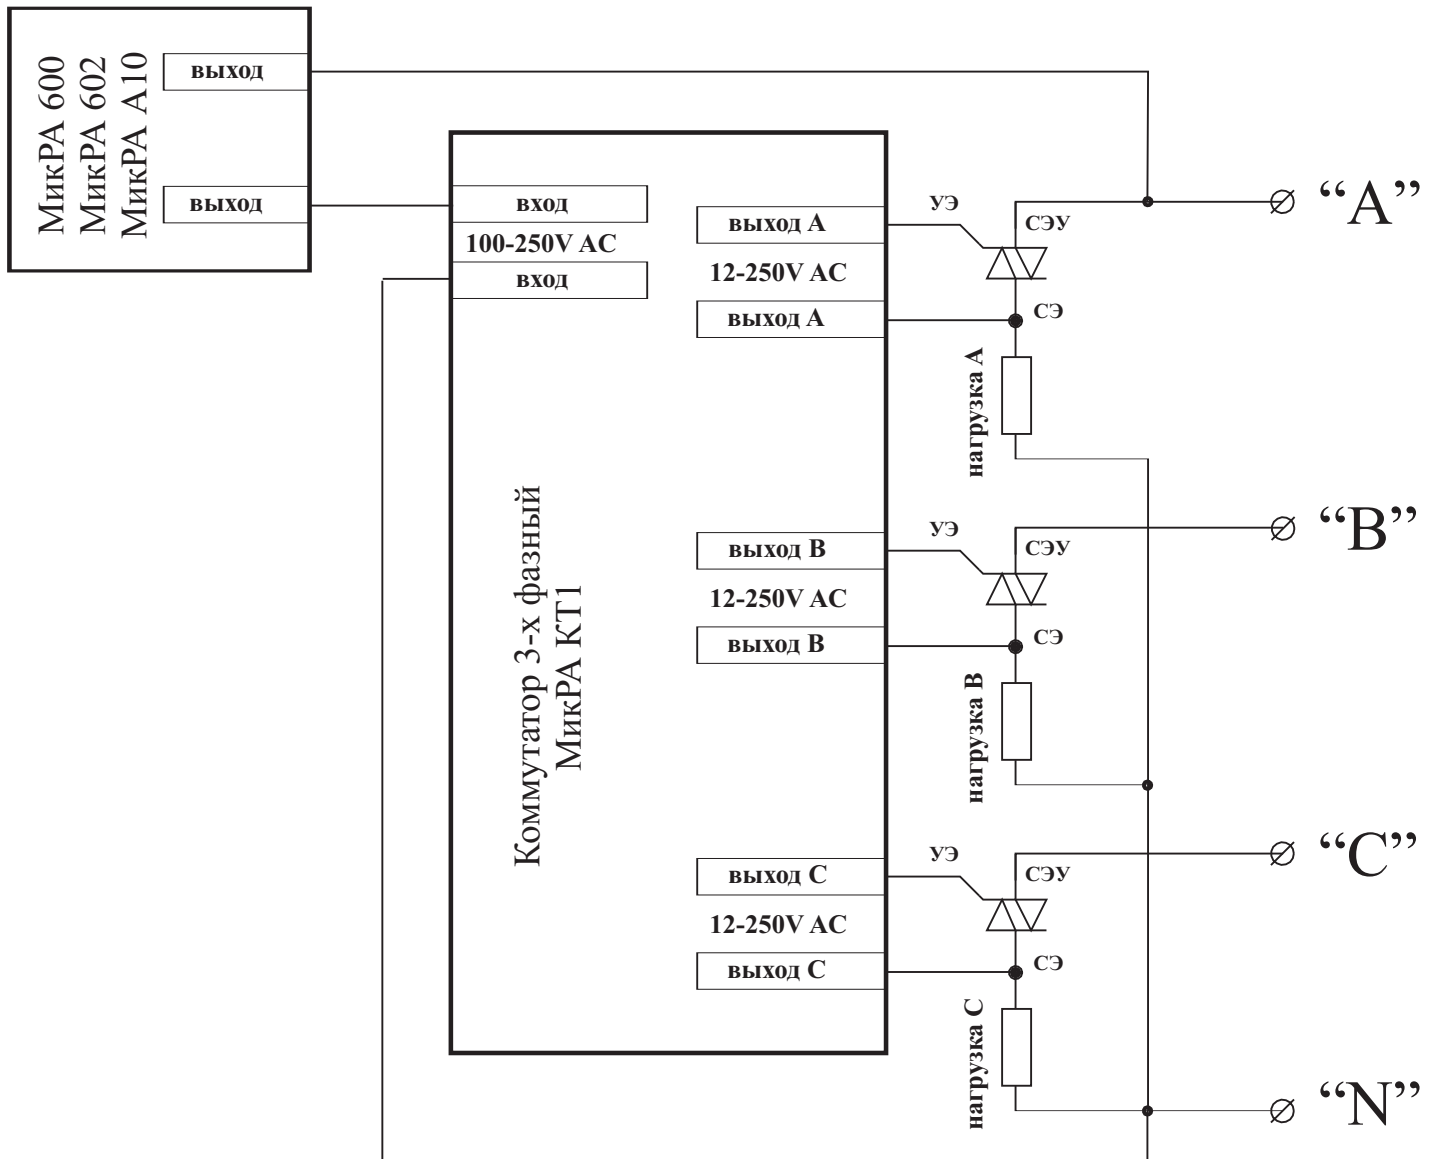 МикРА 600
МикРА 602
МикРА А10
выход
выход
вход
100-250V AC
вход
Коммутатор 3-х фазный
МикРА КТ1
выход А
12-250V AC
выход А
УЭ
СЭУ
СЭ
нагрузка А
“A”
выход В
12-250V AC
выход В
УЭ
СЭУ
СЭ
нагрузка В
“B”
выход С
12-250V AC
выход С
УЭ
СЭУ
СЭ
нагрузка С
“C”
“N”